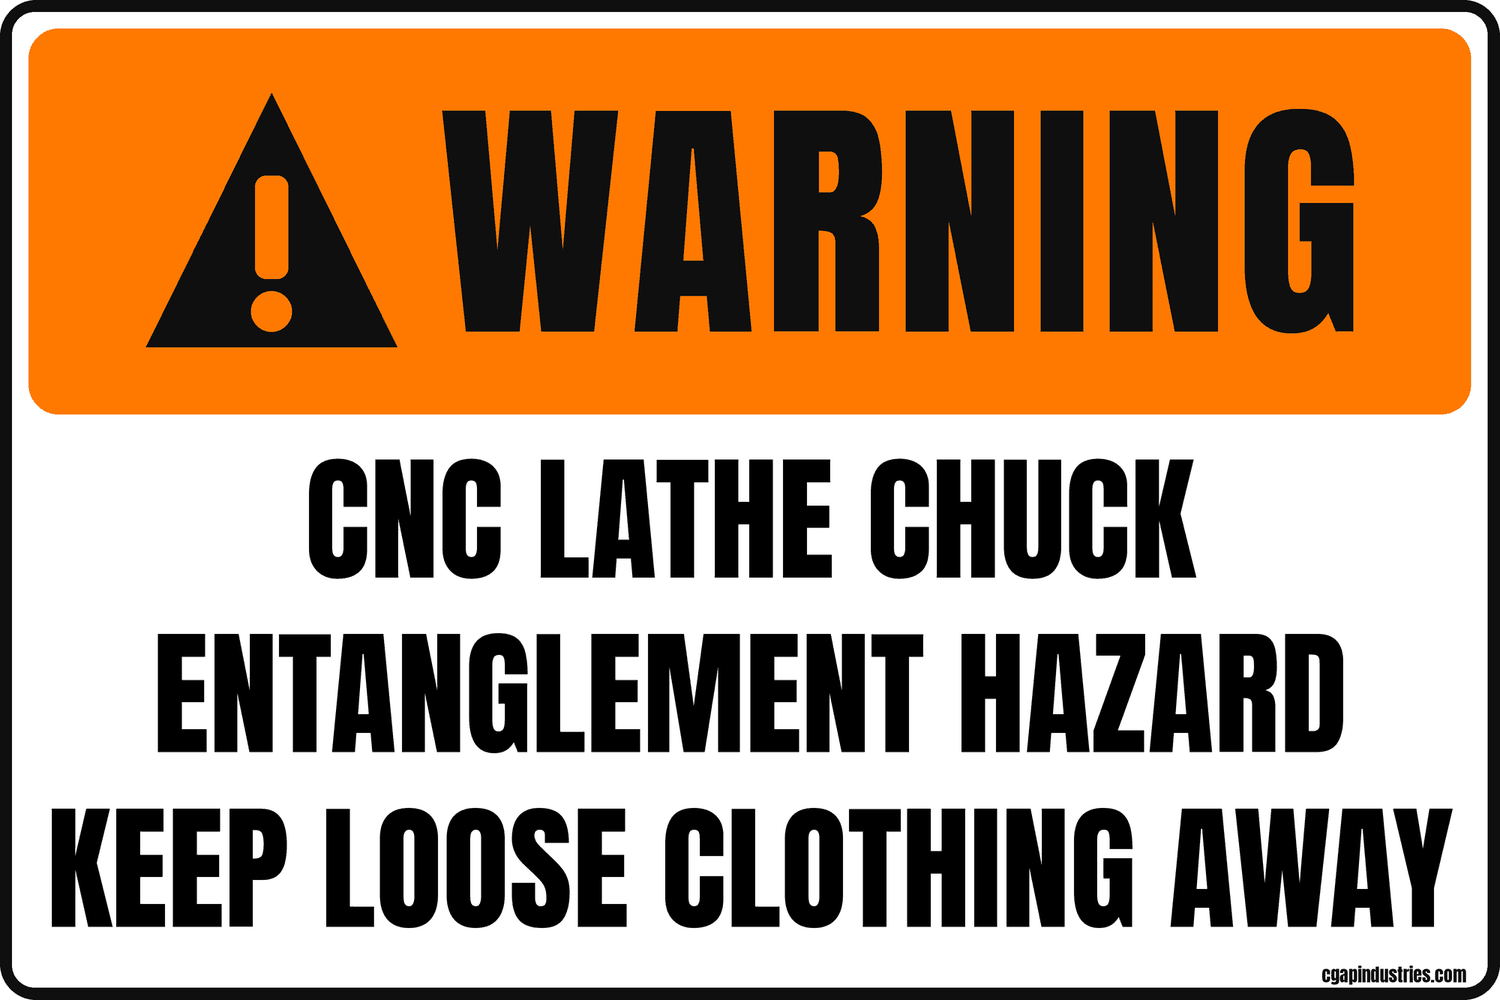 WARNING
CNC LATHE CHUCK
ENTANGLEMENT HAZARD
KEEP LOOSE CLOTHING AWAY
cgapindustries.com